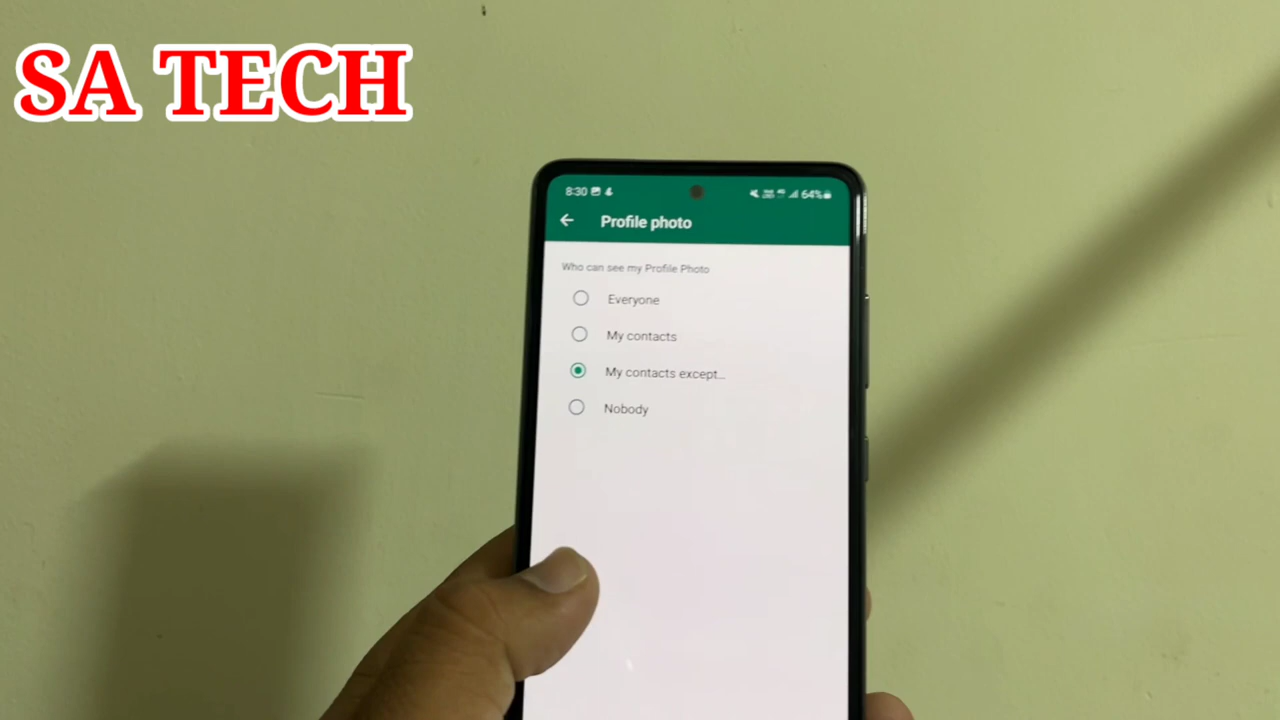 SA TECH
8:30
64%
Profile photo
Who can see my Profile Photo
Everyone
My contacts
My contacts except...
Nobody